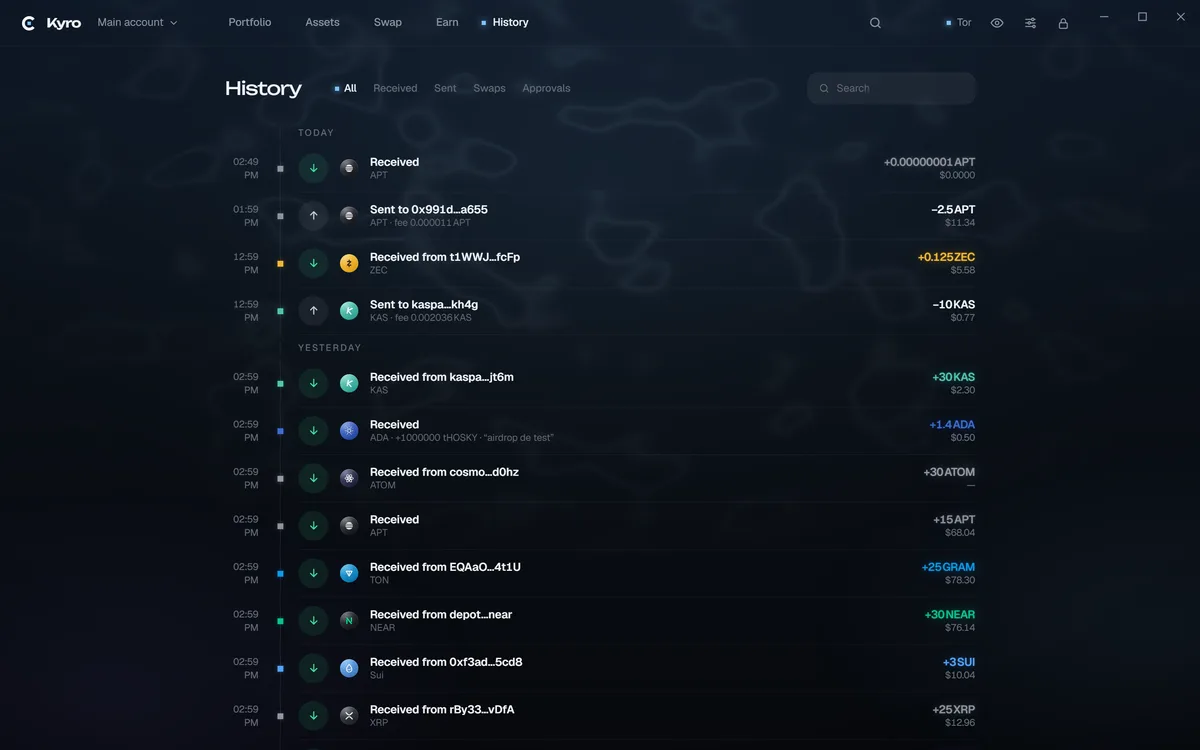 Kyro Main account Portfolio Assets Swap Earn History Tor
History All Received Sent Swaps Approvals Search
TODAY
02:49 PM Received +0.00000001 APT
APT $0.0000
01:59 PM Sent to 0x991d...a655 −2.5 APT
APT · fee 0.000011 APT $11.34
12:59 PM Received from t1WWJ...fcFp +0.125 ZEC
ZEC $5.58
12:59 PM Sent to kaspa...kh4g −10 KAS
KAS · fee 0.002036 KAS $0.77
YESTERDAY
02:59 PM Received from kaspa...jt6m +30 KAS
KAS $2.30
02:59 PM Received +1.4 ADA
ADA · +1000000 tHOSKY · "airdrop de test" $0.50
02:59 PM Received from cosmo...d0hz +30 ATOM
ATOM —
02:59 PM Received +15 APT
APT $68.04
02:59 PM Received from EQAaO...4t1U +25 GRAM
TON $78.30
02:59 PM Received from depot...near +30 NEAR
NEAR $76.14
02:59 PM Received from 0xf3ad...5cd8 +3 SUI
Sui $10.04
02:59 PM Received from rBy33...vDfA +25 XRP
XRP $12.96